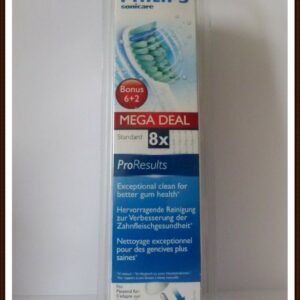 PHILIPS
sonicare
Bonus
6+2
MEGA DEAL
Standard 8x
ProResults
Exceptional clean for
better gum health*
Hervorragende Reinigung
zur Verbesserung der
Zahnfleischgesundheit*
Nettoyage exceptionnel
pour des gencives plus
saines*